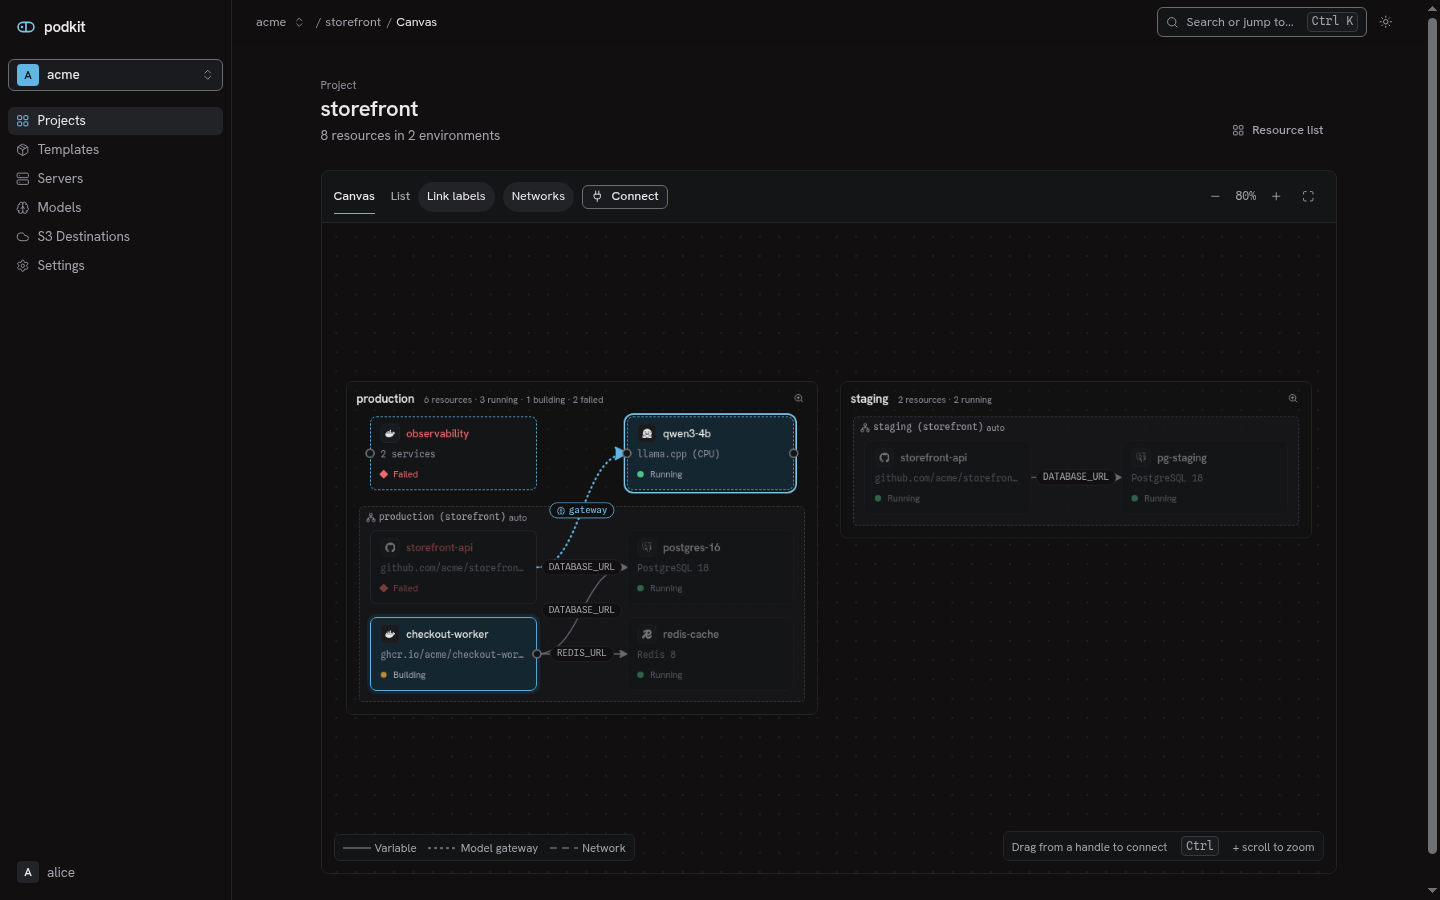 podkit
acme / storefront / Canvas
Search or jump to... Ctrl K
A acme
Projects
Templates
Servers
Models
S3 Destinations
Settings
A alice
Project
storefront
8 resources in 2 environments
Resource list
Canvas List Link labels Networks Connect
80%
production 6 resources · 3 running · 1 building · 2 failed
observability
2 services
Failed
qwen3-4b
llama.cpp (CPU)
Running
gateway
production (storefront) auto
storefront-api
github.com/acme/storefron…
Failed
DATABASE_URL
postgres-16
PostgreSQL 18
Running
DATABASE_URL
checkout-worker
ghcr.io/acme/checkout-wor…
Building
REDIS_URL
redis-cache
Redis 8
Running
staging 2 resources · 2 running
staging (storefront) auto
storefront-api
github.com/acme/storefron…
Running
DATABASE_URL
pg-staging
PostgreSQL 18
Running
Variable Model gateway Network
Drag from a handle to connect Ctrl + scroll to zoom